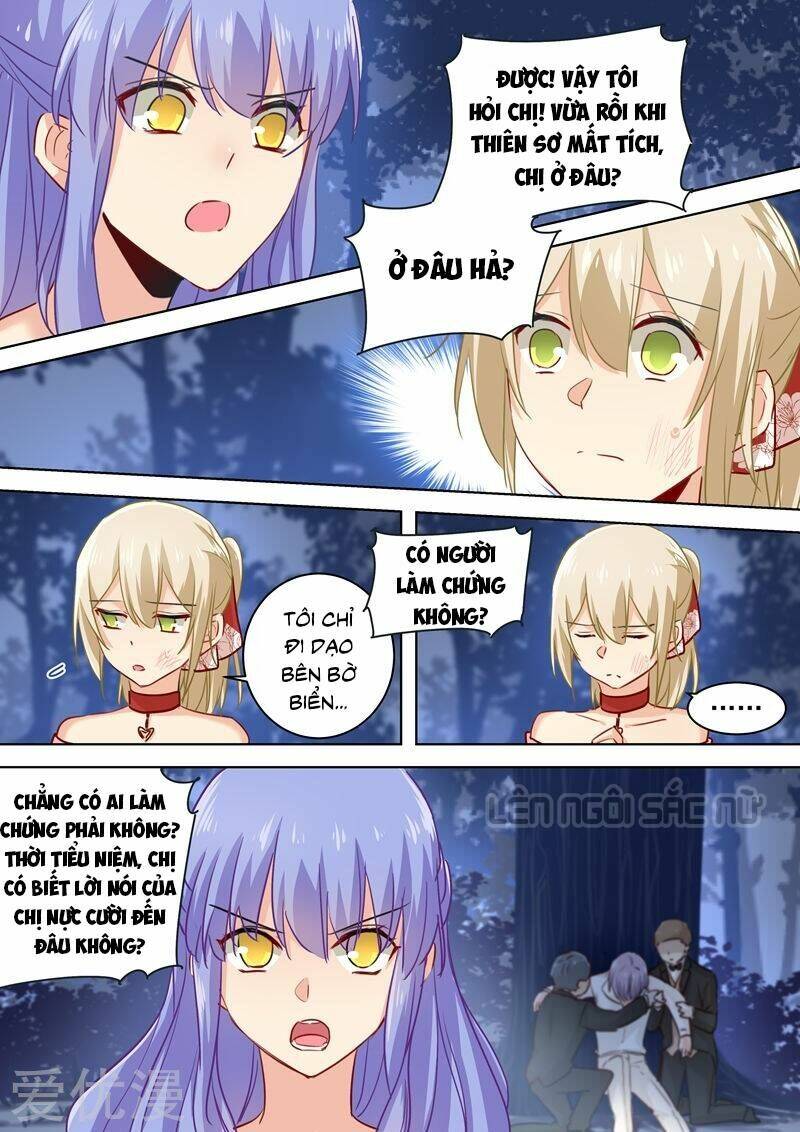 ĐƯỢC! VẬY TÔI
HỎI CHỊ! VỪA RỒI KHI
THIÊN SƠ MẤT TÍCH,
CHỊ Ở ĐÂU?
Ở ĐÂU HẢ?
TÔI CHỈ
ĐI DẠO
BÊN BỜ
BIỂN...
CÓ NGƯỜI
LÀM CHỨNG
KHÔNG?
......
CHẲNG CÓ AI LÀM
CHỨNG PHẢI KHÔNG?
THỜI TIỂU NIỆM, CHỊ
CÓ BIẾT LỜI NÓI CỦA
CHỊ NỰC CƯỜI ĐẾN
ĐÂU KHÔNG?
LÊN NGÔI SẮC NỮ
爱优漫